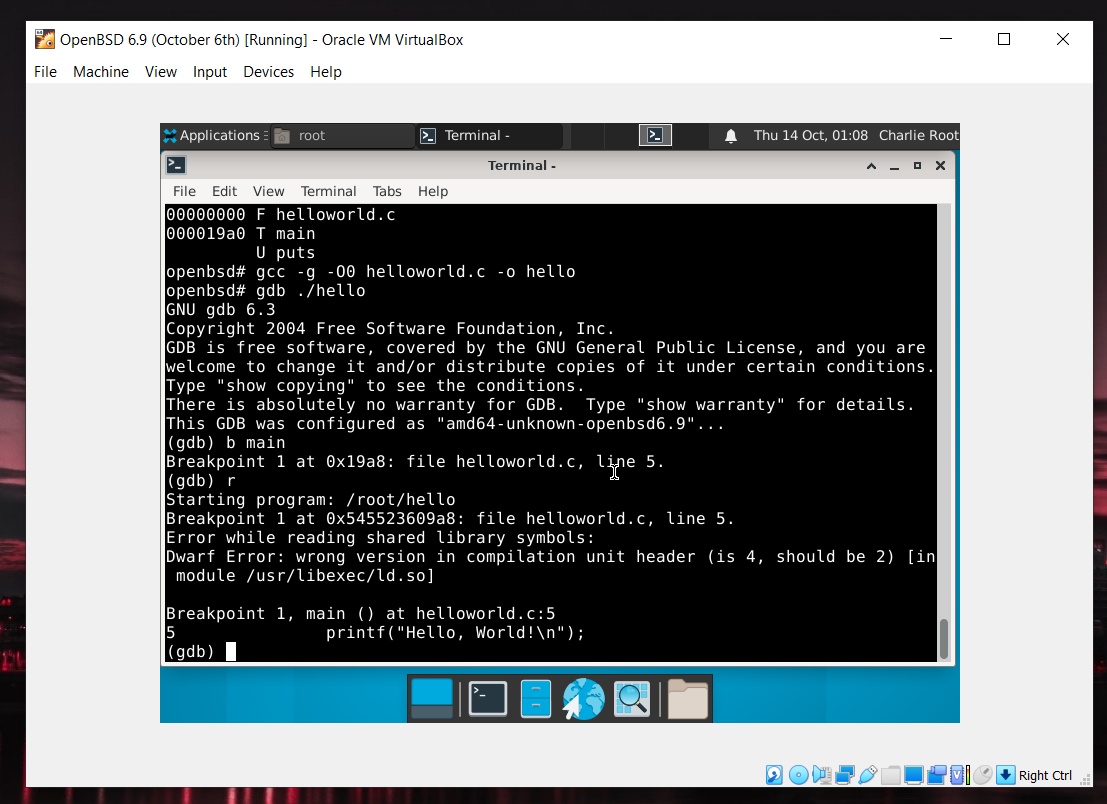 OpenBSD 6.9 (October 6th) [Running] - Oracle VM VirtualBox
File Machine View Input Devices Help
Applications root Terminal - Thu 14 Oct, 01:08 Charlie Root
Terminal -
File Edit View Terminal Tabs Help
00000000 F helloworld.c
000019a0 T main
         U puts
openbsd# gcc -g -O0 helloworld.c -o hello
openbsd# gdb ./hello
GNU gdb 6.3
Copyright 2004 Free Software Foundation, Inc.
GDB is free software, covered by the GNU General Public License, and you are
welcome to change it and/or distribute copies of it under certain conditions.
Type "show copying" to see the conditions.
There is absolutely no warranty for GDB.  Type "show warranty" for details.
This GDB was configured as "amd64-unknown-openbsd6.9"...
(gdb) b main
Breakpoint 1 at 0x19a8: file helloworld.c, line 5.
(gdb) r
Starting program: /root/hello
Breakpoint 1 at 0x545523609a8: file helloworld.c, line 5.
Error while reading shared library symbols:
Dwarf Error: wrong version in compilation unit header (is 4, should be 2) [in
 module /usr/libexec/ld.so]
Breakpoint 1, main () at helloworld.c:5
5               printf("Hello, World!\n");
(gdb)
Right Ctrl